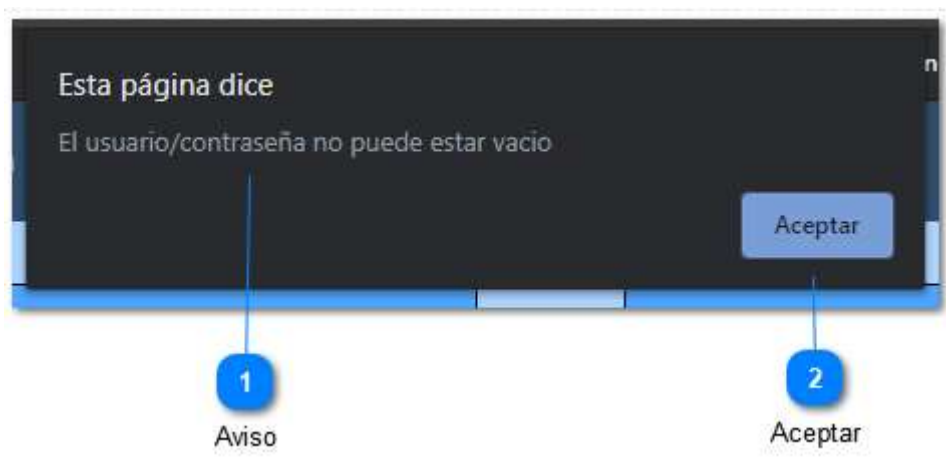 Esta página dice
El usuario/contraseña no puede estar vacio
Aceptar
1
Aviso
2
Aceptar